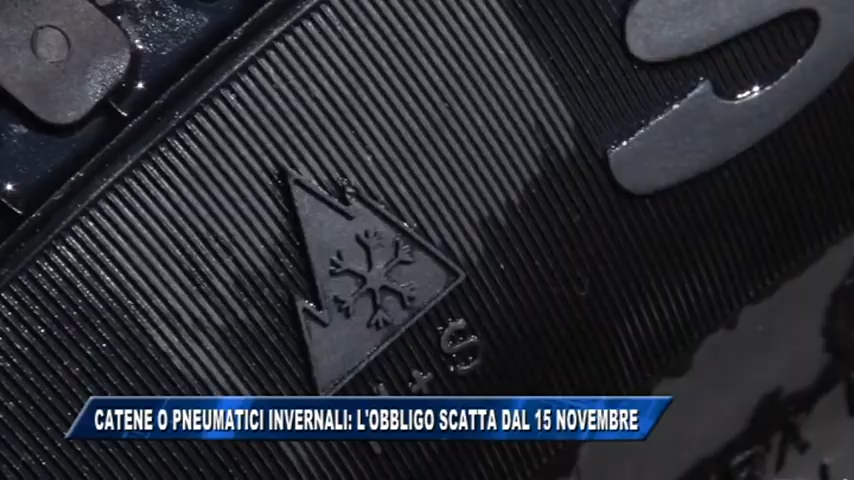 S
+S
CATENE O PNEUMATICI INVERNALI: L'OBBLIGO SCATTA DAL 15 NOVEMBRE